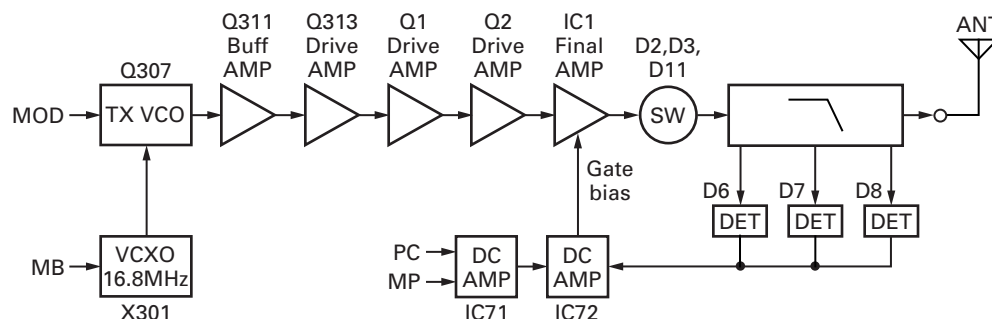 Q311
Buff
AMP
Q313
Drive
AMP
Q1
Drive
AMP
Q2
Drive
AMP
IC1
Final
AMP
D2,D3,
D11
ANT
Q307
MOD
TX VCO
SW
Gate
bias
D6
D7
D8
DET
DET
DET
MB
VCXO
16.8MHz
X301
PC
MP
DC
AMP
IC71
DC
AMP
IC72